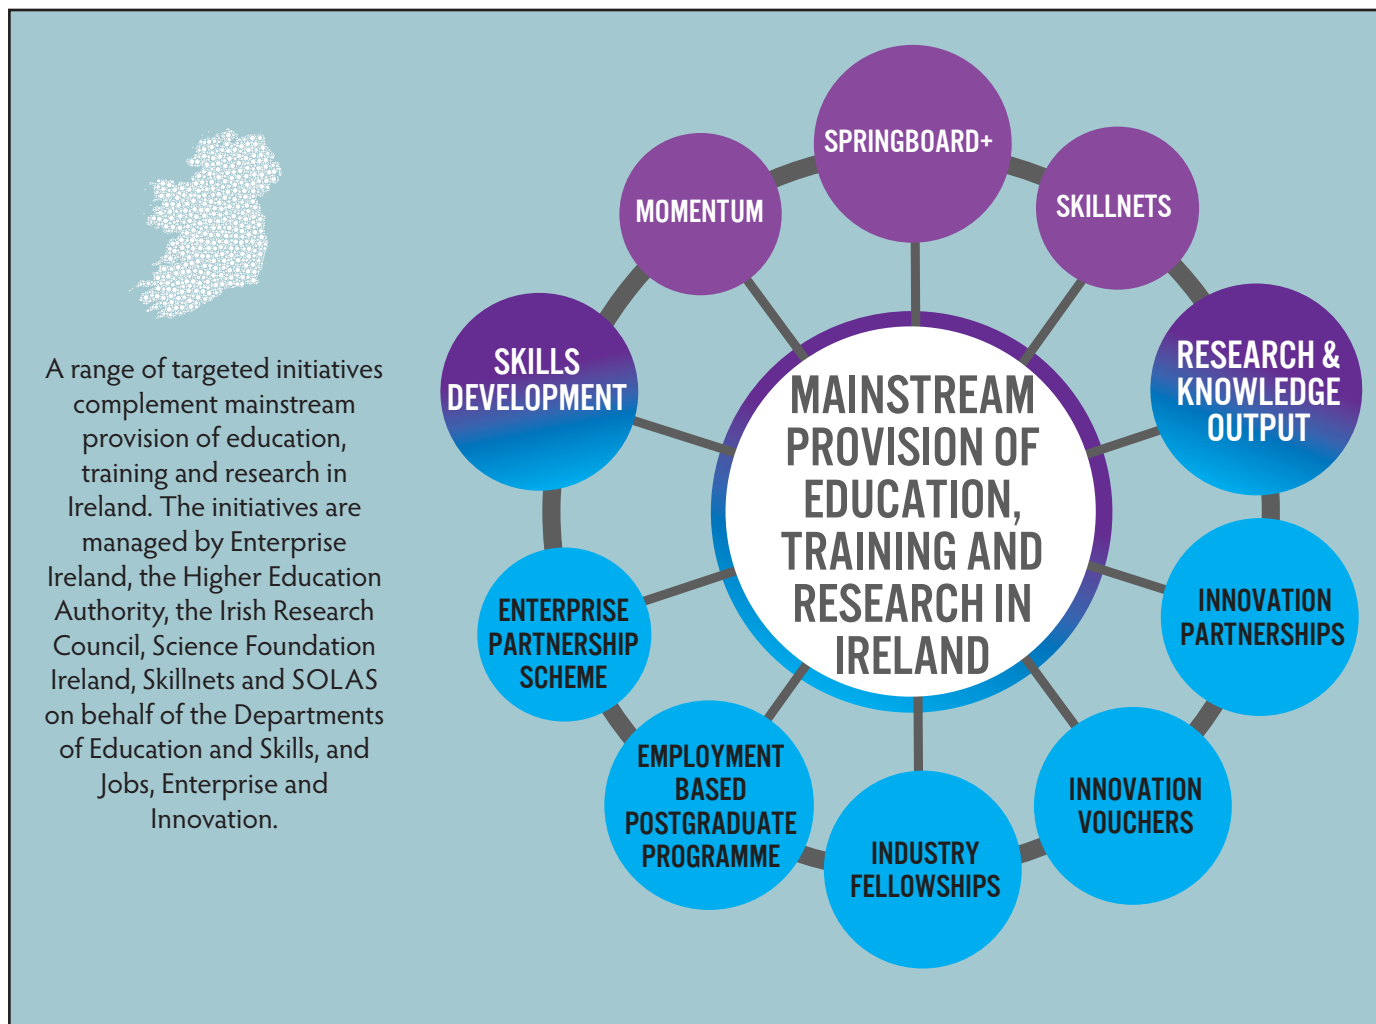 A range of targeted initiatives
complement mainstream
provision of education,
training and research in
Ireland. The initiatives are
managed by Enterprise
Ireland, the Higher Education
Authority, the Irish Research
Council, Science Foundation
Ireland, Skillnets and SOLAS
on behalf of the Departments
of Education and Skills, and
Jobs, Enterprise and
Innovation.
SPRINGBOARD+
MOMENTUM
SKILLNETS
SKILLS
DEVELOPMENT
RESEARCH &
KNOWLEDGE
OUTPUT
MAINSTREAM
PROVISION OF
EDUCATION,
TRAINING AND
RESEARCH IN
IRELAND
ENTERPRISE
PARTNERSHIP
SCHEME
INNOVATION
PARTNERSHIPS
EMPLOYMENT
BASED
POSTGRADUATE
PROGRAMME
INDUSTRY
FELLOWSHIPS
INNOVATION
VOUCHERS